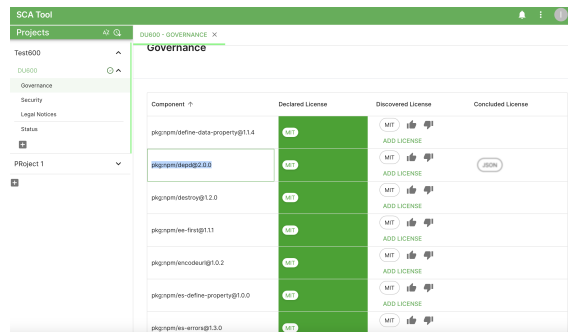 SCA Tool
Projects
AZ
DU600 - GOVERNANCE ×
Test600
DU600
Governance
Security
Legal Notices
Status
PRoject 1
Governance
Component ↑ Declared License Discovered License Concluded License
pkg:npm/define-data-property@1.1.4 MIT MIT
ADD LICENSE
pkg:npm/depd@2.0.0 MIT MIT JSON
ADD LICENSE
pkg:npm/destroy@1.2.0 MIT MIT
ADD LICENSE
pkg:npm/ee-first@1.1.1 MIT MIT
ADD LICENSE
pkg:npm/encodeurl@1.0.2 MIT MIT
ADD LICENSE
pkg:npm/es-define-property@1.0.0 MIT MIT
ADD LICENSE
pkg:npm/es-errors@1.3.0 MIT MIT